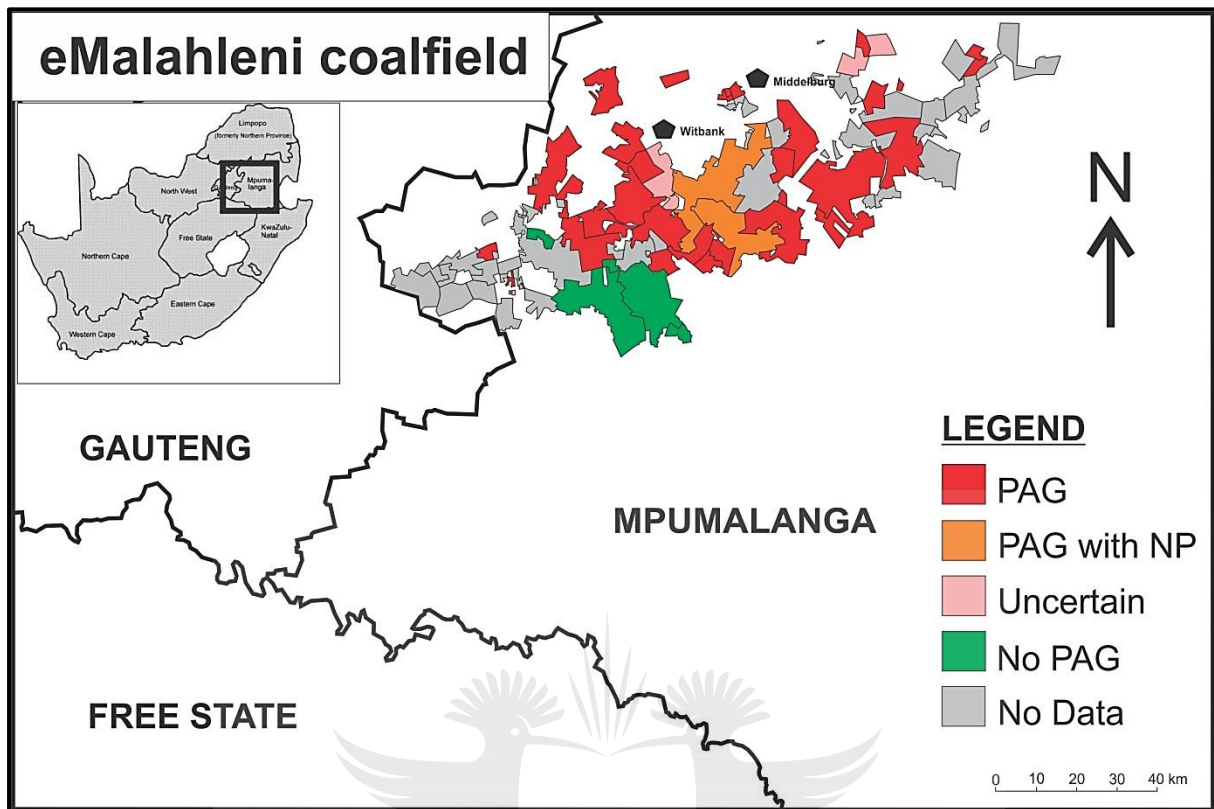 eMalahleni coalfield
Limpopo
(formerly Northern Province)
North West
Mpuma-
langa
Free State
KwaZulu-
Natal
Northern Cape
Eastern Cape
Western Cape
Middelburg
Witbank
N
GAUTENG
MPUMALANGA
FREE STATE
LEGEND
PAG
PAG with NP
Uncertain
No PAG
No Data
0 10 20 30 40 km